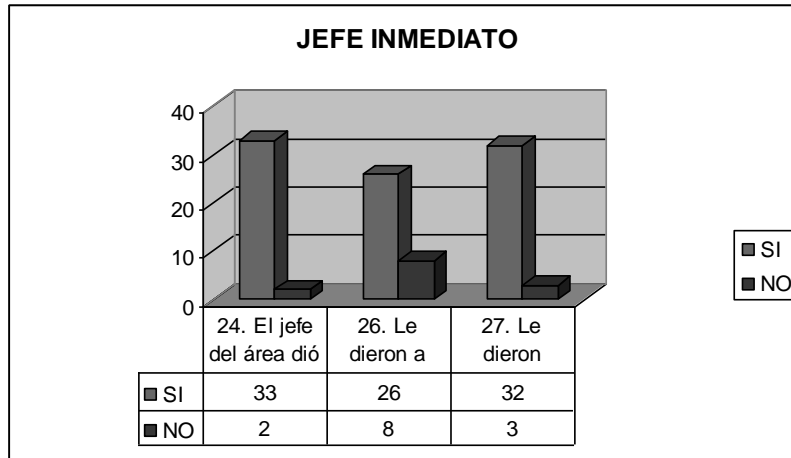 JEFE INMEDIATO
40
30
20
10
0
24. El jefe
del área dió
26. Le
dieron a
27. Le
dieron
SI 33 26 32
NO 2 8 3
SI
NO